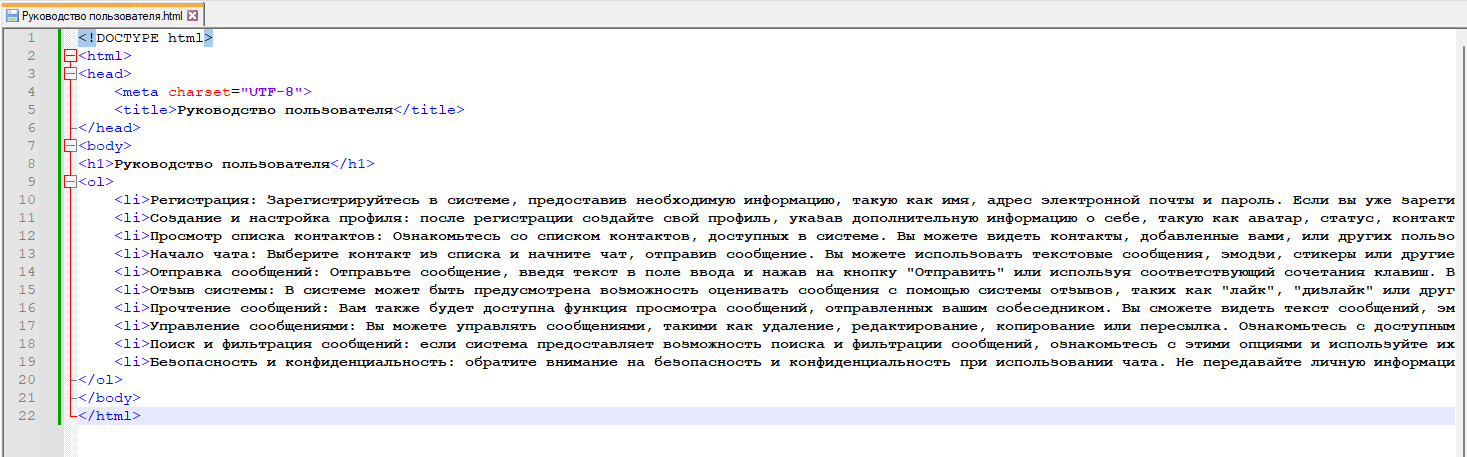 Руководство пользователя.html
1 <!DOCTYPE html>
2 <html>
3 <head>
4 <meta charset="UTF-8">
5 <title>Руководство пользователя</title>
6 </head>
7 <body>
8 <h1>Руководство пользователя</h1>
9 <ol>
10 <li>Регистрация: Зарегистрируйтесь в системе, предоставив необходимую информацию, такую как имя, адрес электронной почты и пароль. Если вы уже зареги
11 <li>Создание и настройка профиля: после регистрации создайте свой профиль, указав дополнительную информацию о себе, такую как аватар, статус, контакт
12 <li>Просмотр списка контактов: Ознакомьтесь со списком контактов, доступных в системе. Вы можете видеть контакты, добавленные вами, или других пользо
13 <li>Начало чата: Выберите контакт из списка и начните чат, отправив сообщение. Вы можете использовать текстовые сообщения, эмодзи, стикеры или другие
14 <li>Отправка сообщений: Отправьте сообщение, введя текст в поле ввода и нажав на кнопку "Отправить" или используя соответствующий сочетания клавиш. В
15 <li>Отзыв системы: В системе может быть предусмотрена возможность оценивать сообщения с помощью системы отзывов, таких как "лайк", "дизлайк" или друг
16 <li>Прочтение сообщений: Вам также будет доступна функция просмотра сообщений, отправленных вашим собеседником. Вы сможете видеть текст сообщений, эм
17 <li>Управление сообщениями: Вы можете управлять сообщениями, такими как удаление, редактирование, копирование или пересылка. Ознакомьтесь с доступным
18 <li>Поиск и фильтрация сообщений: если система предоставляет возможность поиска и фильтрации сообщений, ознакомьтесь с этими опциями и используйте их
19 <li>Безопасность и конфиденциальность: обратите внимание на безопасность и конфиденциальность при использовании чата. Не передавайте личную информаци
20 </ol>
21 </body>
22 </html>